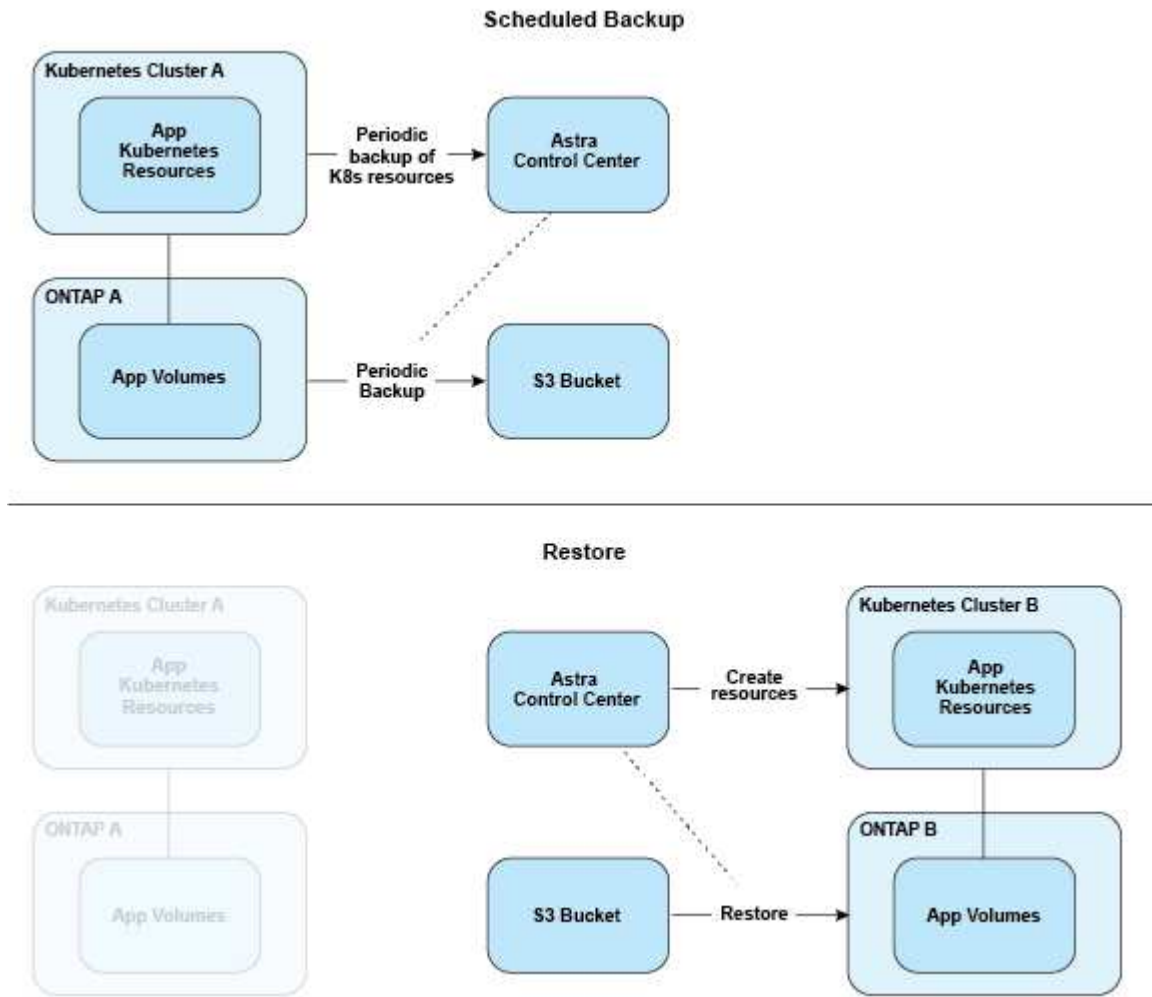 Scheduled Backup
Kubernetes Cluster A
App
Kubernetes
Resources
Periodic
backup of
K8s resources
Astra
Control Center
ONTAP A
App Volumes
Periodic
Backup
S3 Bucket
Restore
Kubernetes Cluster A
App
Kubernetes
Resources
Astra
Control Center
Create
resources
Kubernetes Cluster B
App
Kubernetes
Resources
ONTAP A
App Volumes
S3 Bucket
Restore
ONTAP B
App Volumes